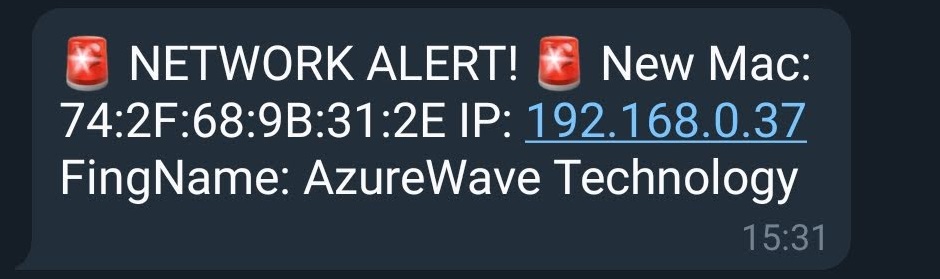 🚨 NETWORK ALERT! 🚨 New Mac:
74:2F:68:9B:31:2E IP: 192.168.0.37
FingName: AzureWave Technology
15:31